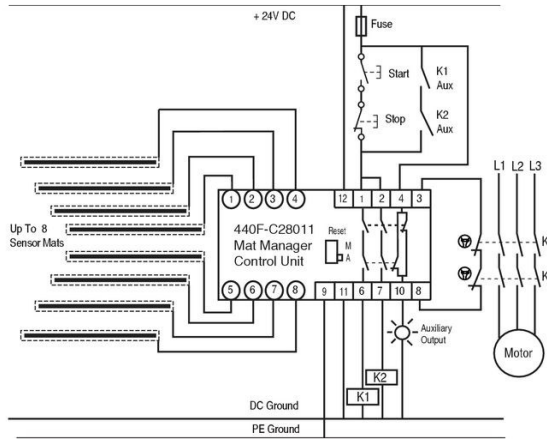 + 24V DC
Fuse
Start
K1
Aux
Stop
K2
Aux
L1 L2 L3
1 2 3 4
12 1 2 4 3
Up To 8
Sensor Mats
440F-C28011
Mat Manager
Control Unit
Reset
M
A
K
K
5 6 7 8
9 11 6 7 10 8
Auxiliary
Output
Motor
K2
K1
DC Ground
PE Ground